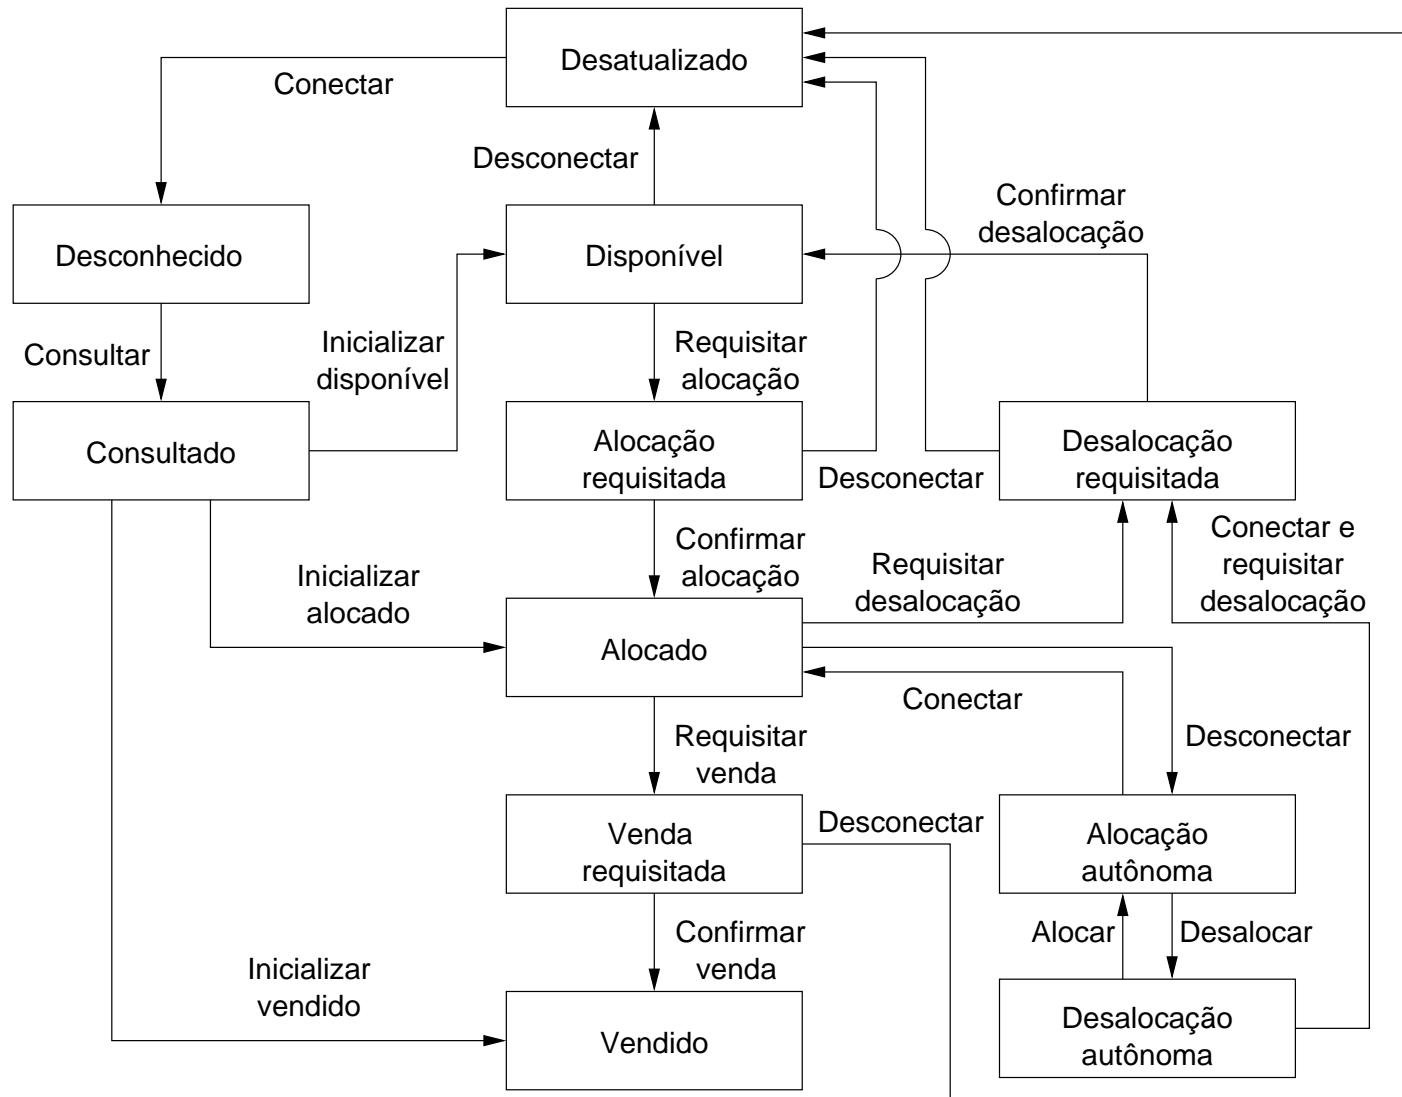 Desatualizado
Conectar
Desconectar
Confirmar
desalocação
Desconhecido
Disponível
Consultar
Inicializar
disponível
Requisitar
alocação
Consultado
Alocação
requisitada
Desconectar
Desalocação
requisitada
Confirmar
alocação
Requisitar
desalocação
Conectar e
requisitar
desalocação
Inicializar
alocado
Alocado
Conectar
Requisitar
venda
Desconectar
Venda
requisitada
Desconectar
Alocação
autônoma
Confirmar
venda
Alocar
Desalocar
Inicializar
vendido
Vendido
Desalocação
autônoma